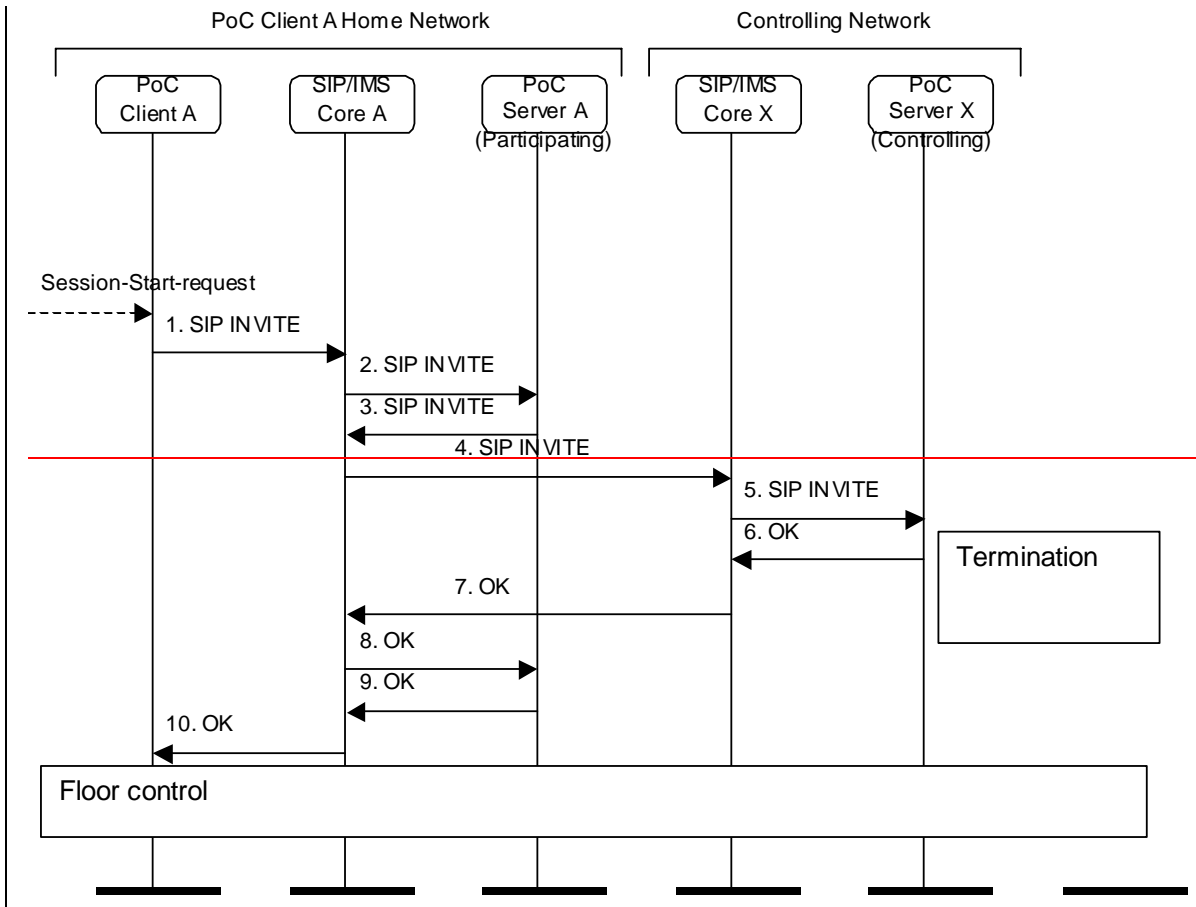 PoC Client A Home Network
Controlling Network
PoC
Client A
SIP/IMS
Core A
PoC
Server A
(Participating)
SIP/IMS
Core X
PoC
Server X
(Controlling)
Session-Start-request
1. SIP INVITE
2. SIP INVITE
3. SIP INVITE
4. SIP INVITE
5. SIP INVITE
6. OK
Termination
7. OK
8. OK
9. OK
10. OK
Floor control